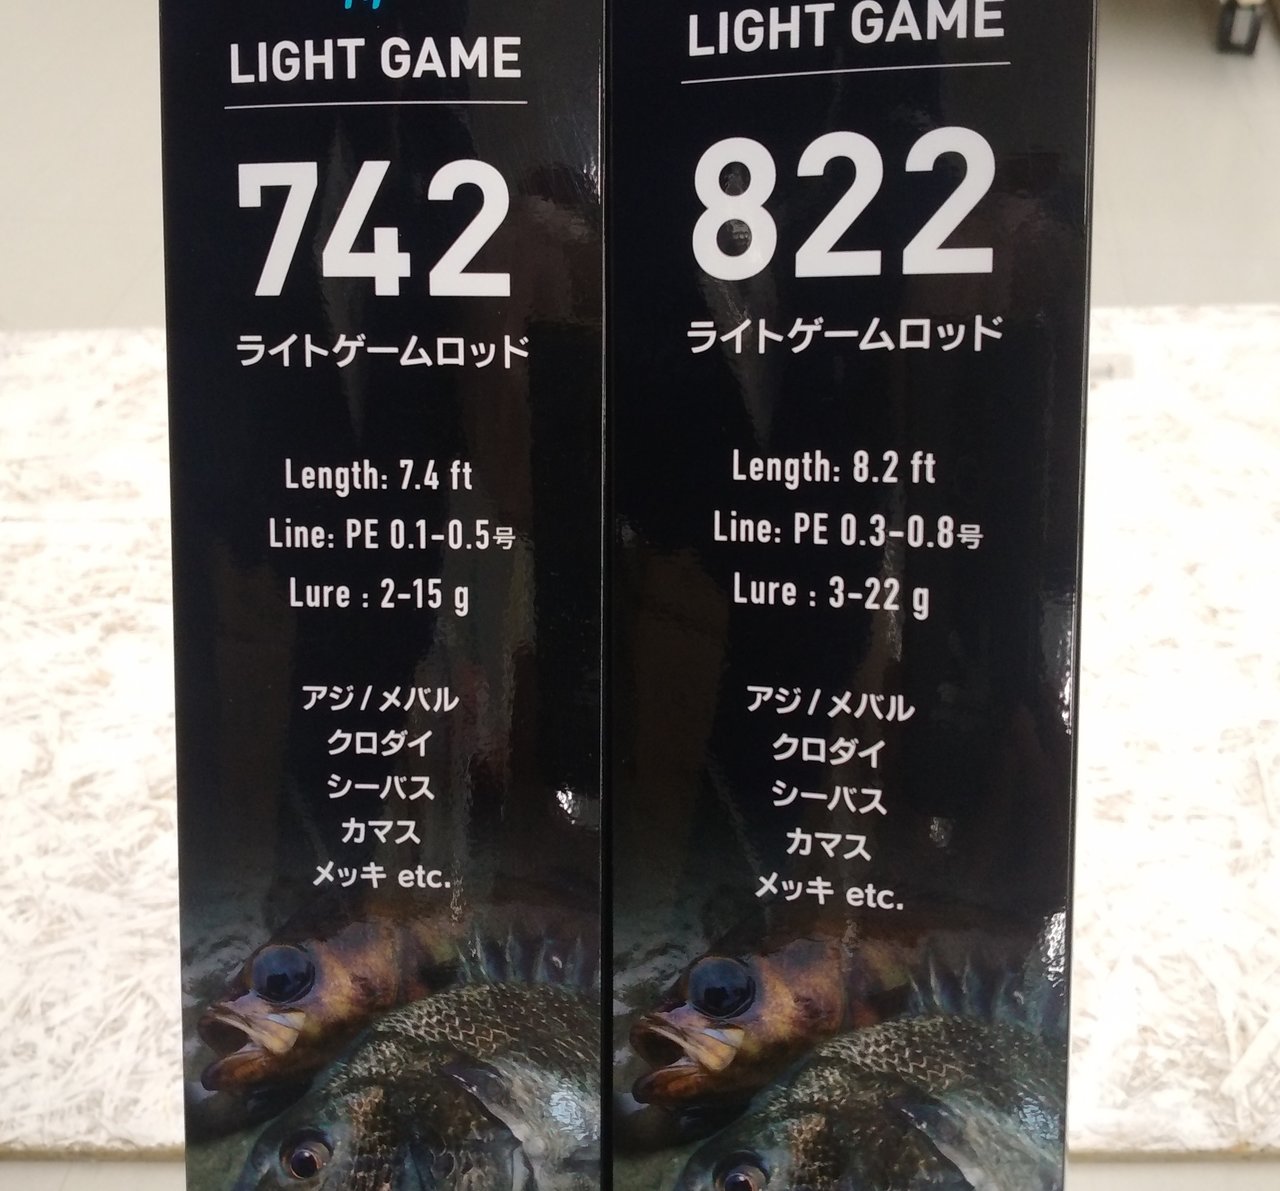 LIGHT GAME
742
ライトゲームロッド
Length: 7.4 ft
Line: PE 0.1-0.5号
Lure : 2-15 g
アジ/メバル
クロダイ
シーバス
カマス
メッキ etc.
LIGHT GAME
822
ライトゲームロッド
Length: 8.2 ft
Line: PE 0.3-0.8号
Lure : 3-22 g
アジ/メバル
クロダイ
シーバス
カマス
メッキ etc.